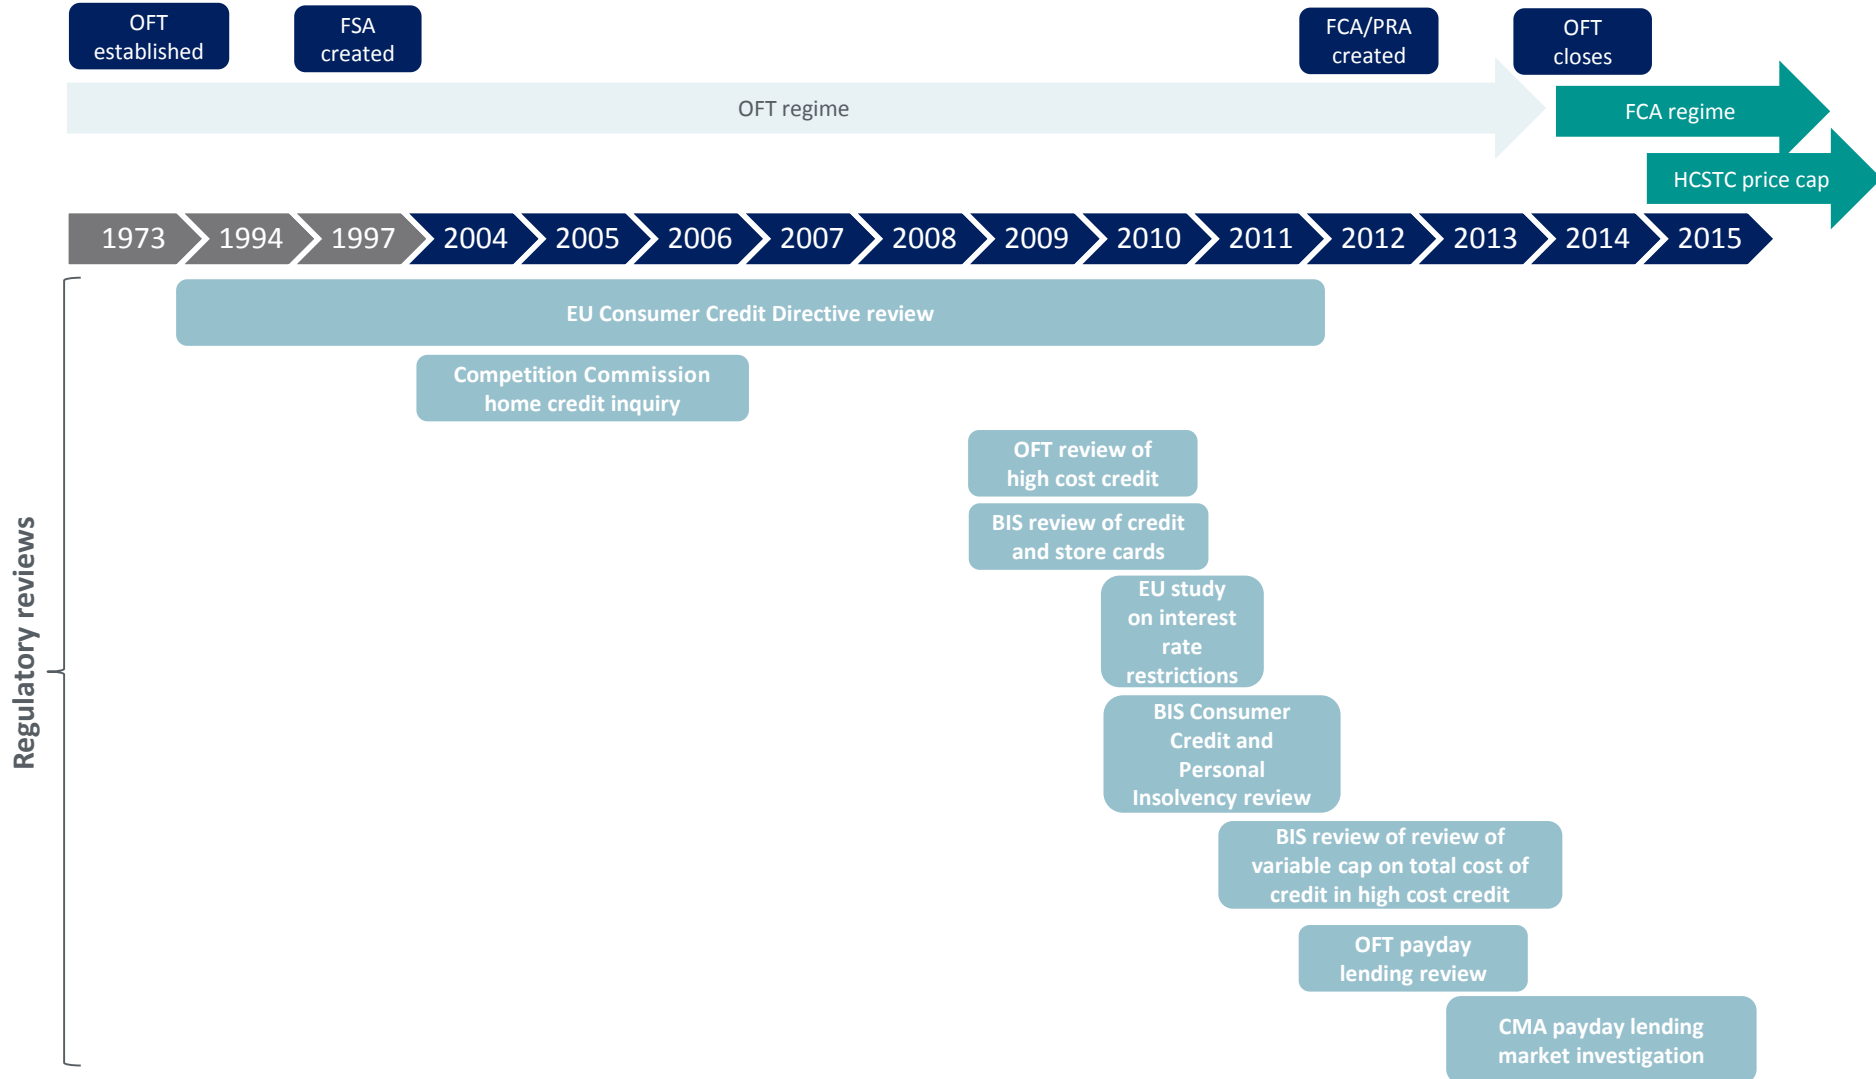 OFT
established
FSA
created
FCA/PRA
created
OFT
closes
OFT regime
FCA regime
HCSTC price cap
1973
1994
1997
2004
2005
2006
2007
2008
2009
2010
2011
2012
2013
2014
2015
Regulatory reviews
EU Consumer Credit Directive review
Competition Commission
home credit inquiry
OFT review of
high cost credit
BIS review of credit
and store cards
EU study
on interest
rate
restrictions
BIS Consumer
Credit and
Personal
Insolvency review
BIS review of review of
variable cap on total cost of
credit in high cost credit
OFT payday
lending review
CMA payday lending
market investigation